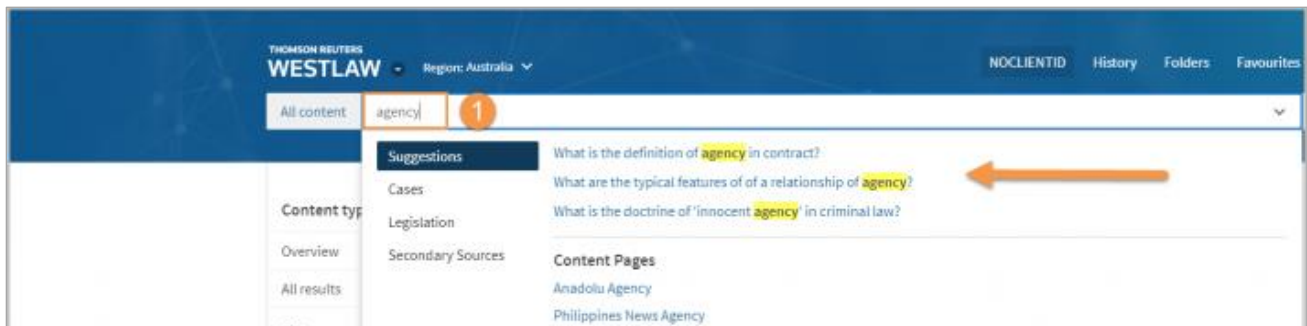 THOMSON REUTERS
WESTLAW Region: Australia NOCLIENTID History Folders Favourites
All content agency 1
Suggestions What is the definition of agency in contract?
What are the typical features of of a relationship of agency?
Cases
Content typ Legislation What is the doctrine of 'innocent agency' in criminal law?
Overview Secondary Sources Content Pages
All results Anadolu Agency
Philippines News Agency